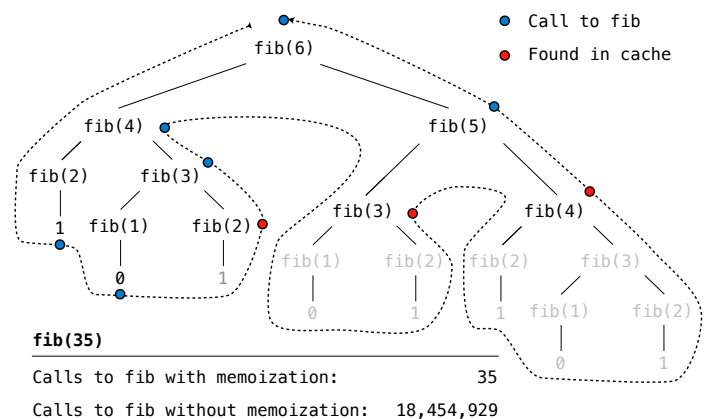 Call to fib
fib(6)
Found in cache
fib(4)
fib(5)
fib(2)
fib(3)
fib(3)
fib(4)
1
fib(1)
fib(2)
fib(1)
fib(2)
fib(2)
fib(3)
0
1
0
1
1
fib(1)
fib(2)
0
1
fib(35)
Calls to fib with memoization: 35
Calls to fib without memoization: 18,454,929